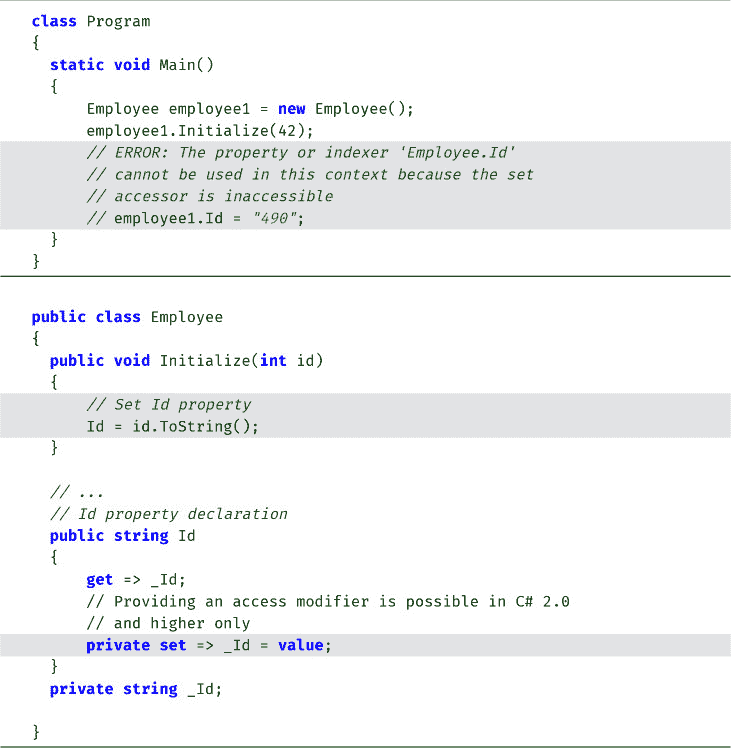 class Program
{
  static void Main()
  {
      Employee employee1 = new Employee();
      employee1.Initialize(42);
      // ERROR: The property or indexer 'Employee.Id'
      // cannot be used in this context because the set
      // accessor is inaccessible
      // employee1.Id = "490";
  }
}
public class Employee
{
  public void Initialize(int id)
  {
      // Set Id property
      Id = id.ToString();
  }
  // ...
  // Id property declaration
  public string Id
  {
      get => _Id;
      // Providing an access modifier is possible in C# 2.0
      // and higher only
      private set => _Id = value;
  }
  private string _Id;
}